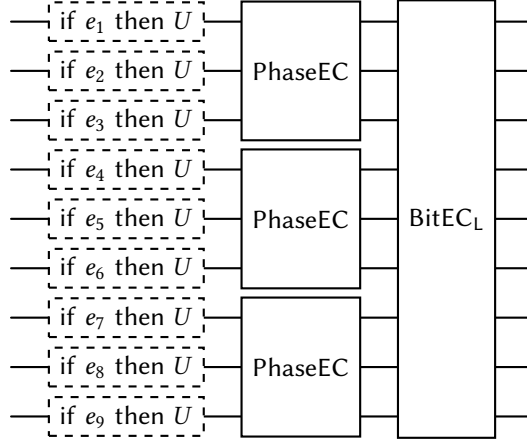 if e₁ then U
if e₂ then U
PhaseEC
if e₃ then U
if e₄ then U
if e₅ then U
PhaseEC
BitEC_L
if e₆ then U
if e₇ then U
if e₈ then U
PhaseEC
if e₉ then U